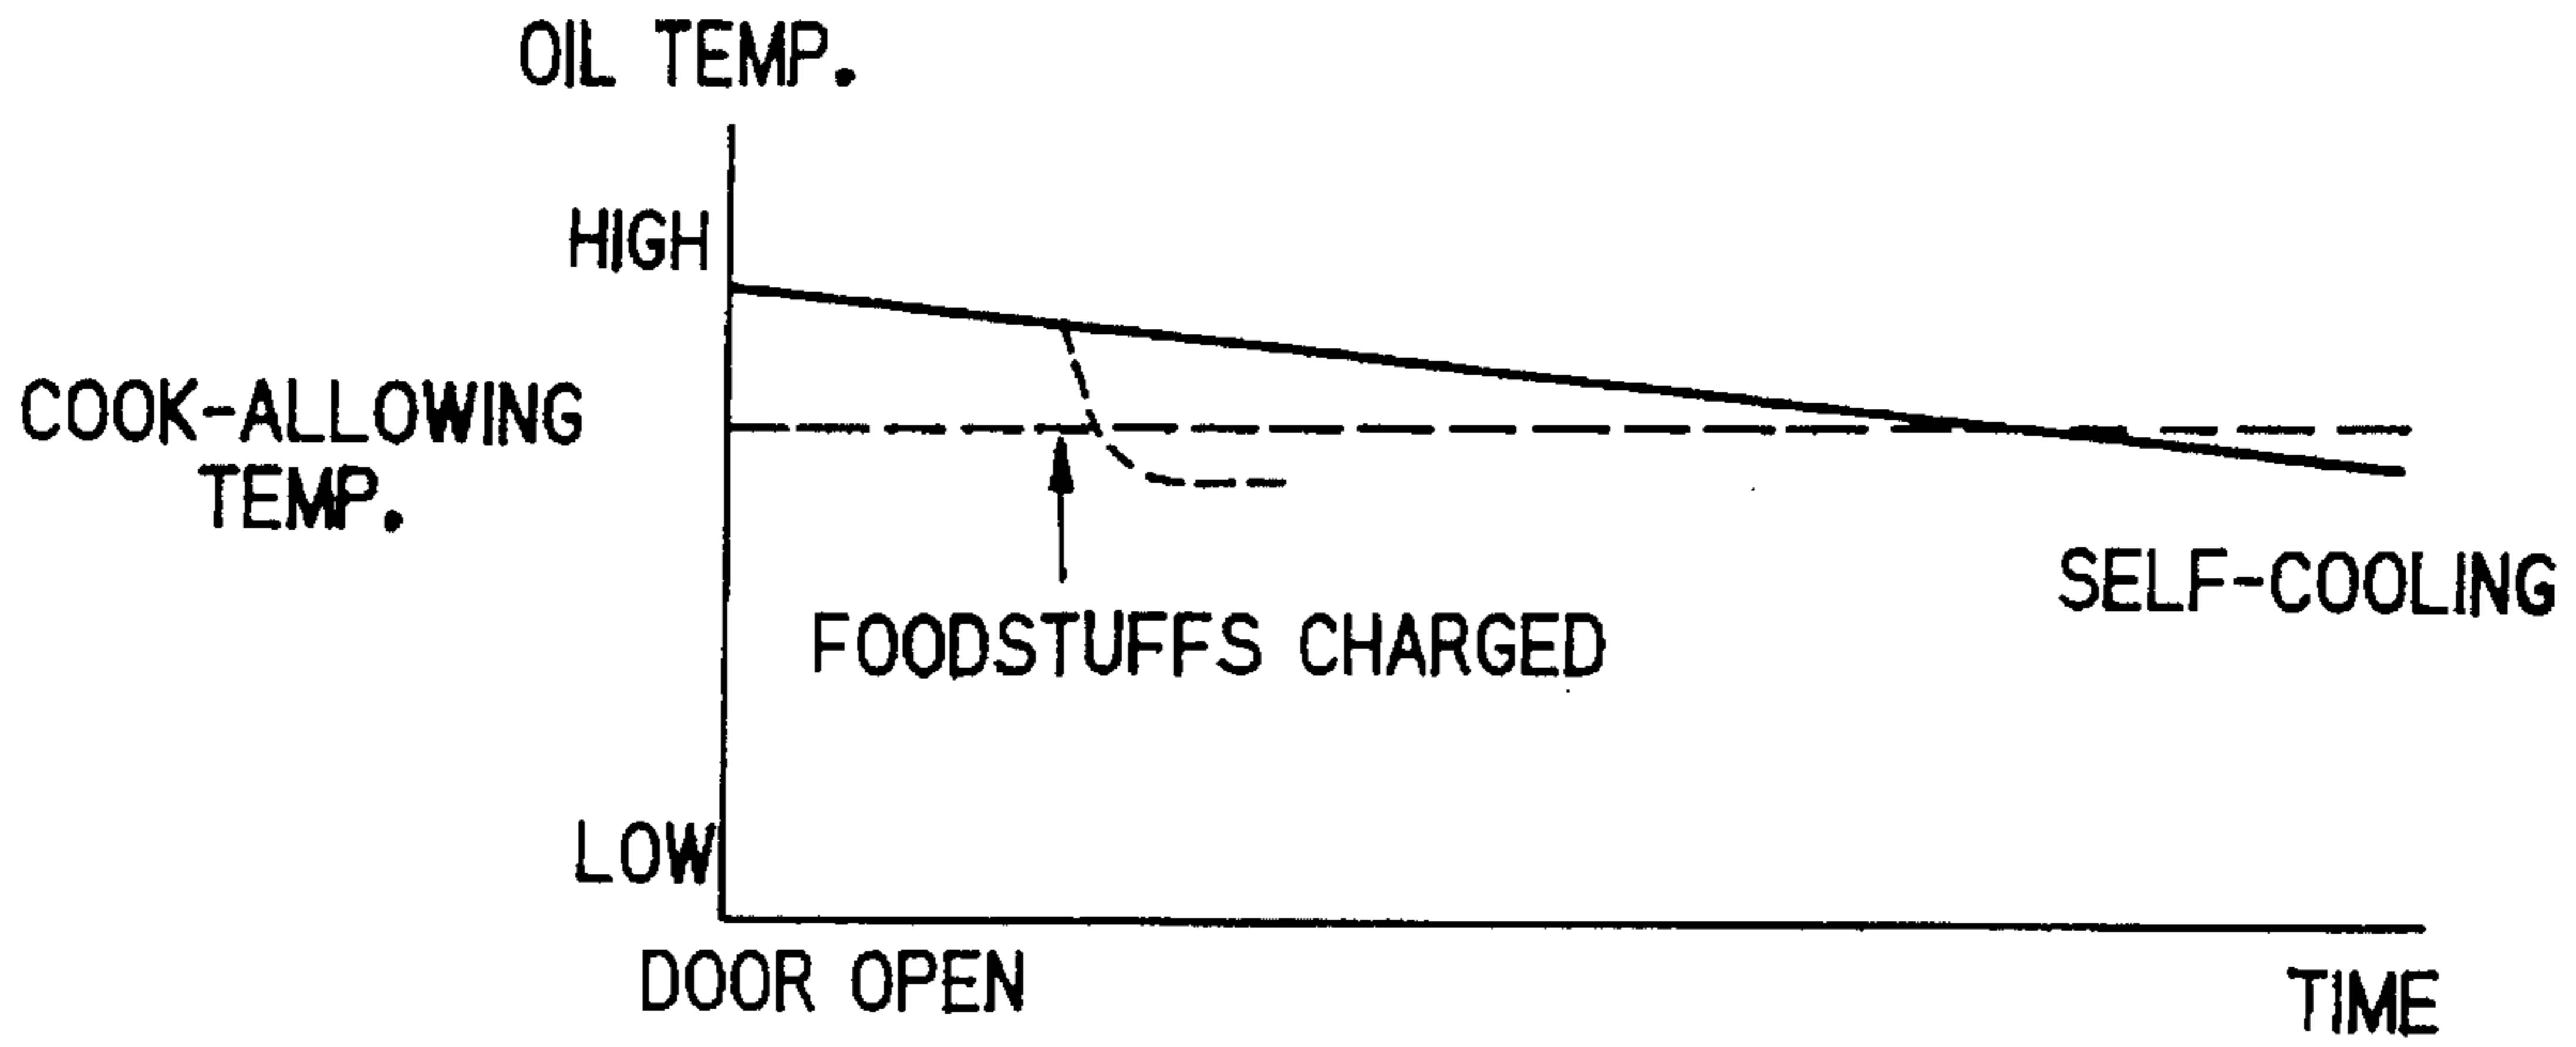 OIL TEMP.
HIGH
COOK-ALLOWING
TEMP.
SELF-COOLING
FOODSTUFFS CHARGED
LOW
DOOR OPEN
TIME